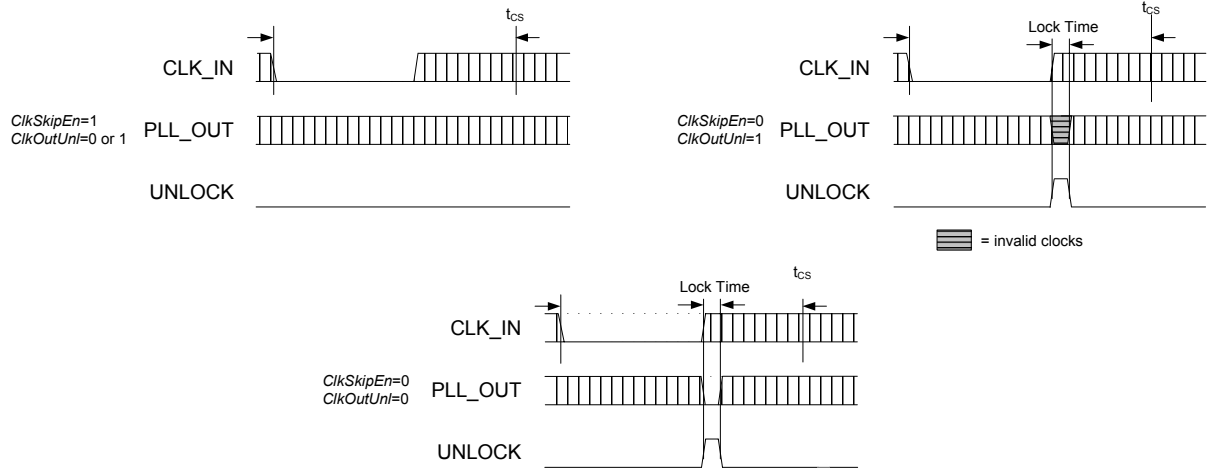 tCS
CLK_IN
ClkSkipEn=1
ClkOutUnl=0 or 1
PLL_OUT
UNLOCK
tCS
Lock Time
CLK_IN
ClkSkipEn=0
ClkOutUnl=1
PLL_OUT
UNLOCK
= invalid clocks
tCS
Lock Time
CLK_IN
ClkSkipEn=0
ClkOutUnl=0
PLL_OUT
UNLOCK